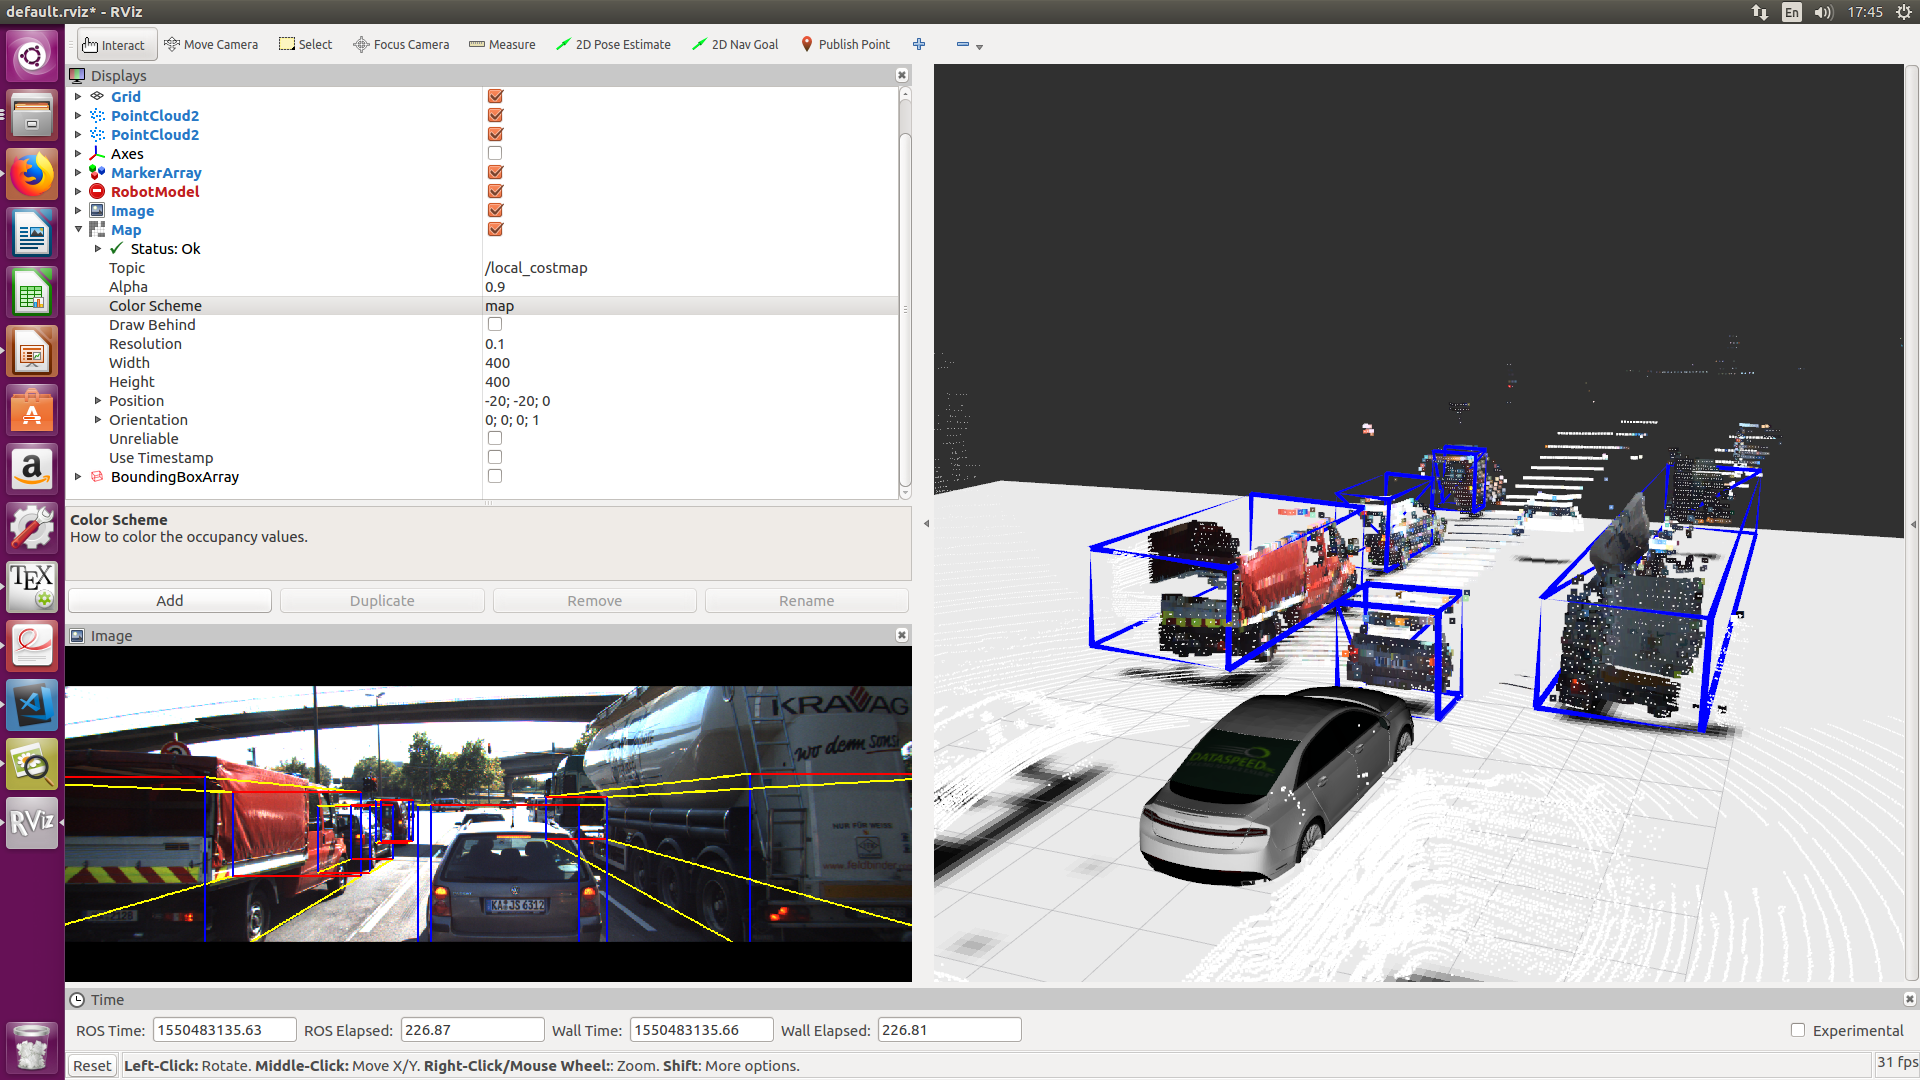 default.rviz* - RViz
En
17:45
Interact
Move Camera
Select
Focus Camera
Measure
2D Pose Estimate
2D Nav Goal
Publish Point
Displays
Grid
PointCloud2
PointCloud2
Axes
MarkerArray
RobotModel
Image
Map
Status: Ok
Topic /local_costmap
Alpha 0.9
Color Scheme map
Draw Behind
Resolution 0.1
Width 400
Height 400
Position -20; -20; 0
Orientation 0; 0; 0; 1
Unreliable
Use Timestamp
BoundingBoxArray
Color Scheme
How to color the occupancy values.
Add
Duplicate
Remove
Rename
Image
KRAVAG
wo dem sons
KA JS 6312
DATASPEED
a
TEX
RViz
Time
ROS Time: 1550483135.63 ROS Elapsed: 226.87 Wall Time: 1550483135.66 Wall Elapsed: 226.81 Experimental
Reset Left-Click: Rotate. Middle-Click: Move X/Y. Right-Click/Mouse Wheel:: Zoom. Shift: More options. 31 fps